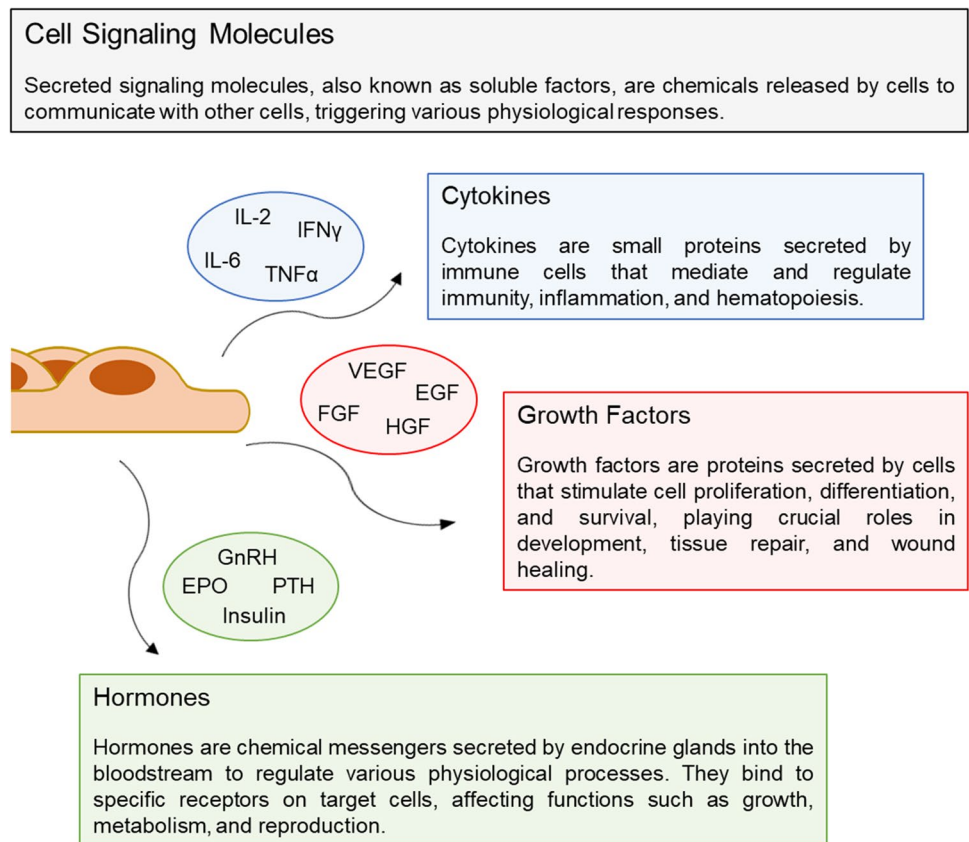 Cell Signaling Molecules
Secreted signaling molecules, also known as soluble factors, are chemicals released by cells to
communicate with other cells, triggering various physiological responses.
IL-2
IFNγ
IL-6
TNFα
Cytokines
Cytokines are small proteins secreted by
immune cells that mediate and regulate
immunity, inflammation, and hematopoiesis.
VEGF
EGF
FGF
HGF
Growth Factors
Growth factors are proteins secreted by cells
that stimulate cell proliferation, differentiation,
and survival, playing crucial roles in
development, tissue repair, and wound
healing.
GnRH
EPO
PTH
Insulin
Hormones
Hormones are chemical messengers secreted by endocrine glands into the
bloodstream to regulate various physiological processes. They bind to
specific receptors on target cells, affecting functions such as growth,
metabolism, and reproduction.